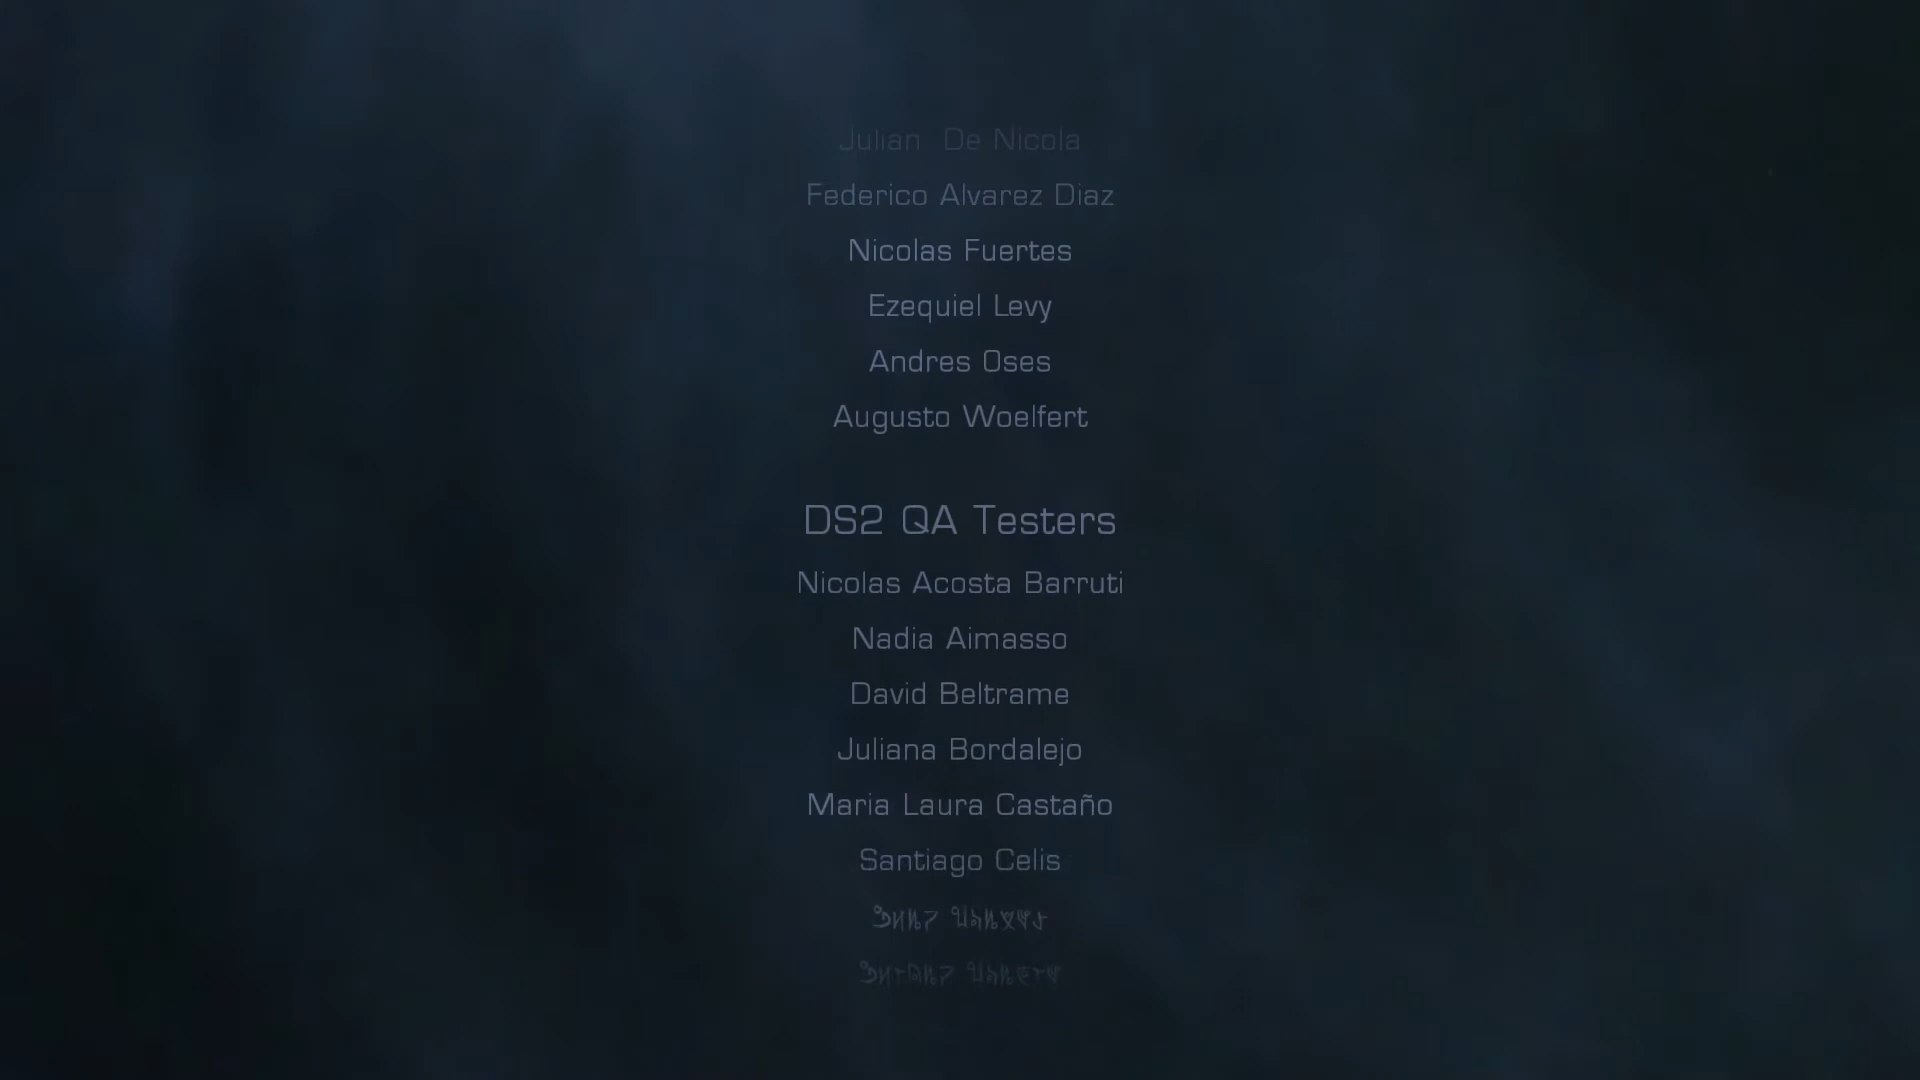 Julian De Nicola
Federico Alvarez Diaz
Nicolas Fuertes
Ezequiel Levy
Andres Oses
Augusto Woelfert
DS2 QA Testers
Nicolas Acosta Barruti
Nadia Aimasso
David Beltrame
Juliana Bordalejo
Maria Laura Castaño
Santiago Celis